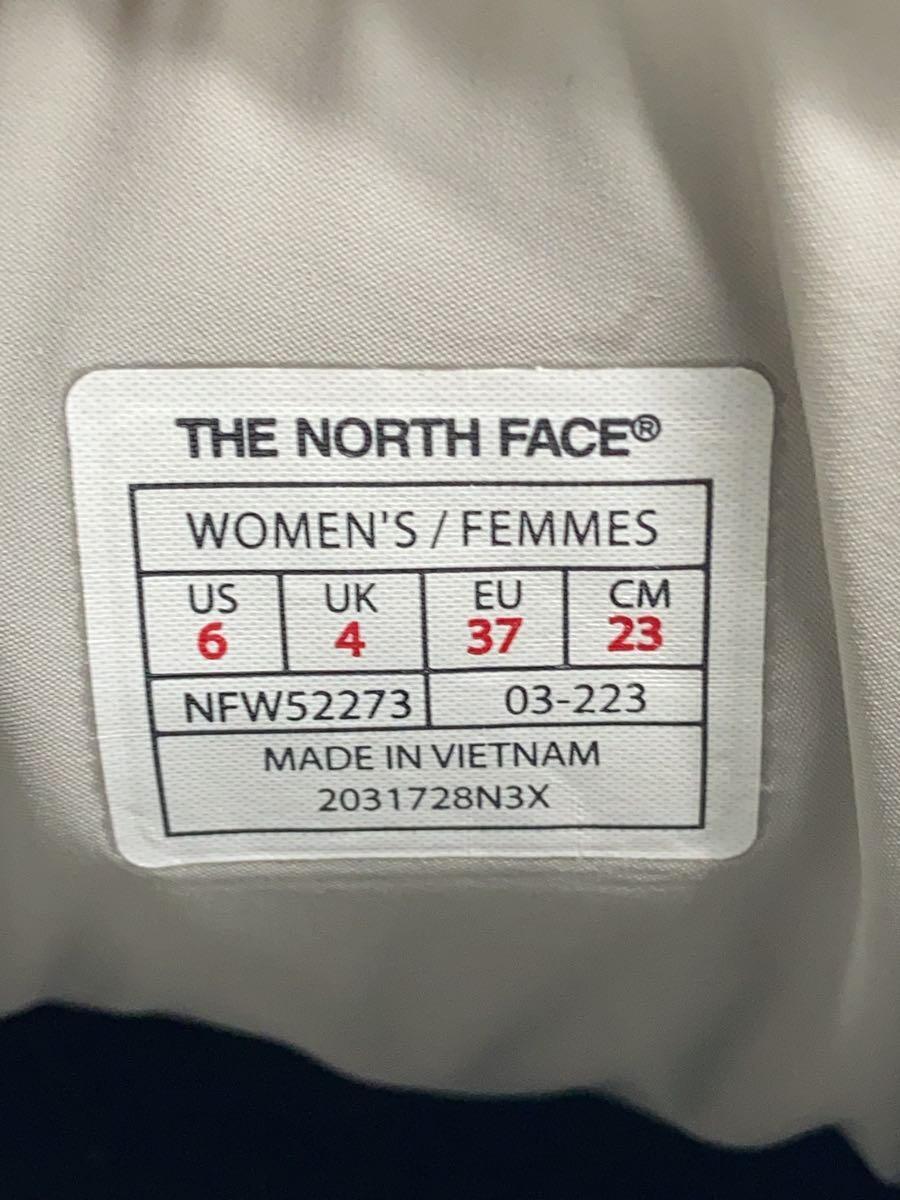 THE NORTH FACE®
WOMEN'S / FEMMES
US UK EU CM
6 4 37 23
NFW52273 03-223
MADE IN VIETNAM
2031728N3X